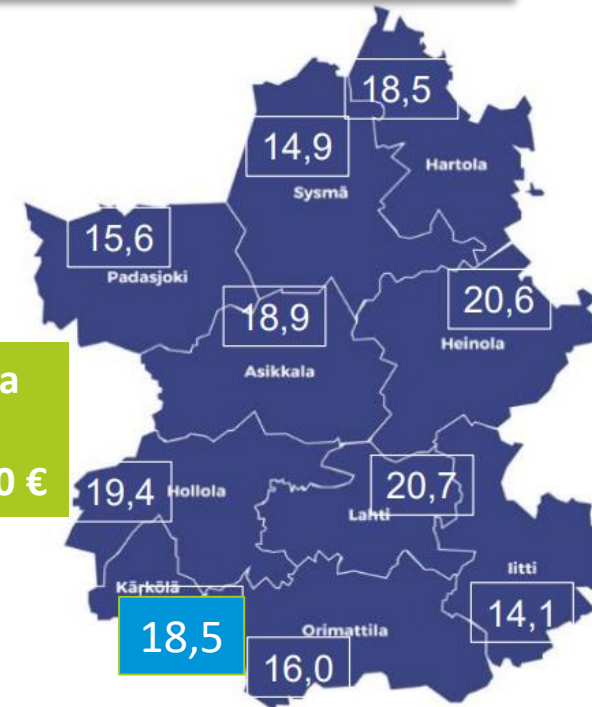 18,5
14,9
Hartola
Sysmä
15,6
Padasjoki
20,6
18,9
Heinola
Asikkala
a
0 €
19,4
Hollola
20,7
Lahti
Iitti
Kärkölä
14,1
18,5
Orimattila
16,0